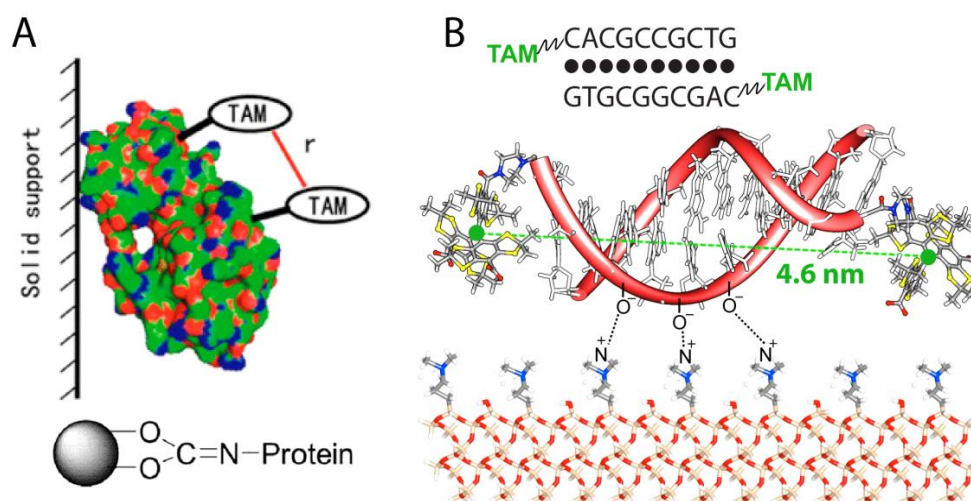 A
Solid support
TAM
r
TAM
O
O
C=N–Protein
B
TAM CACGCCGCTG
GTGCGGCGAC TAM
4.6 nm
O− O− O−
N+ N+ N+